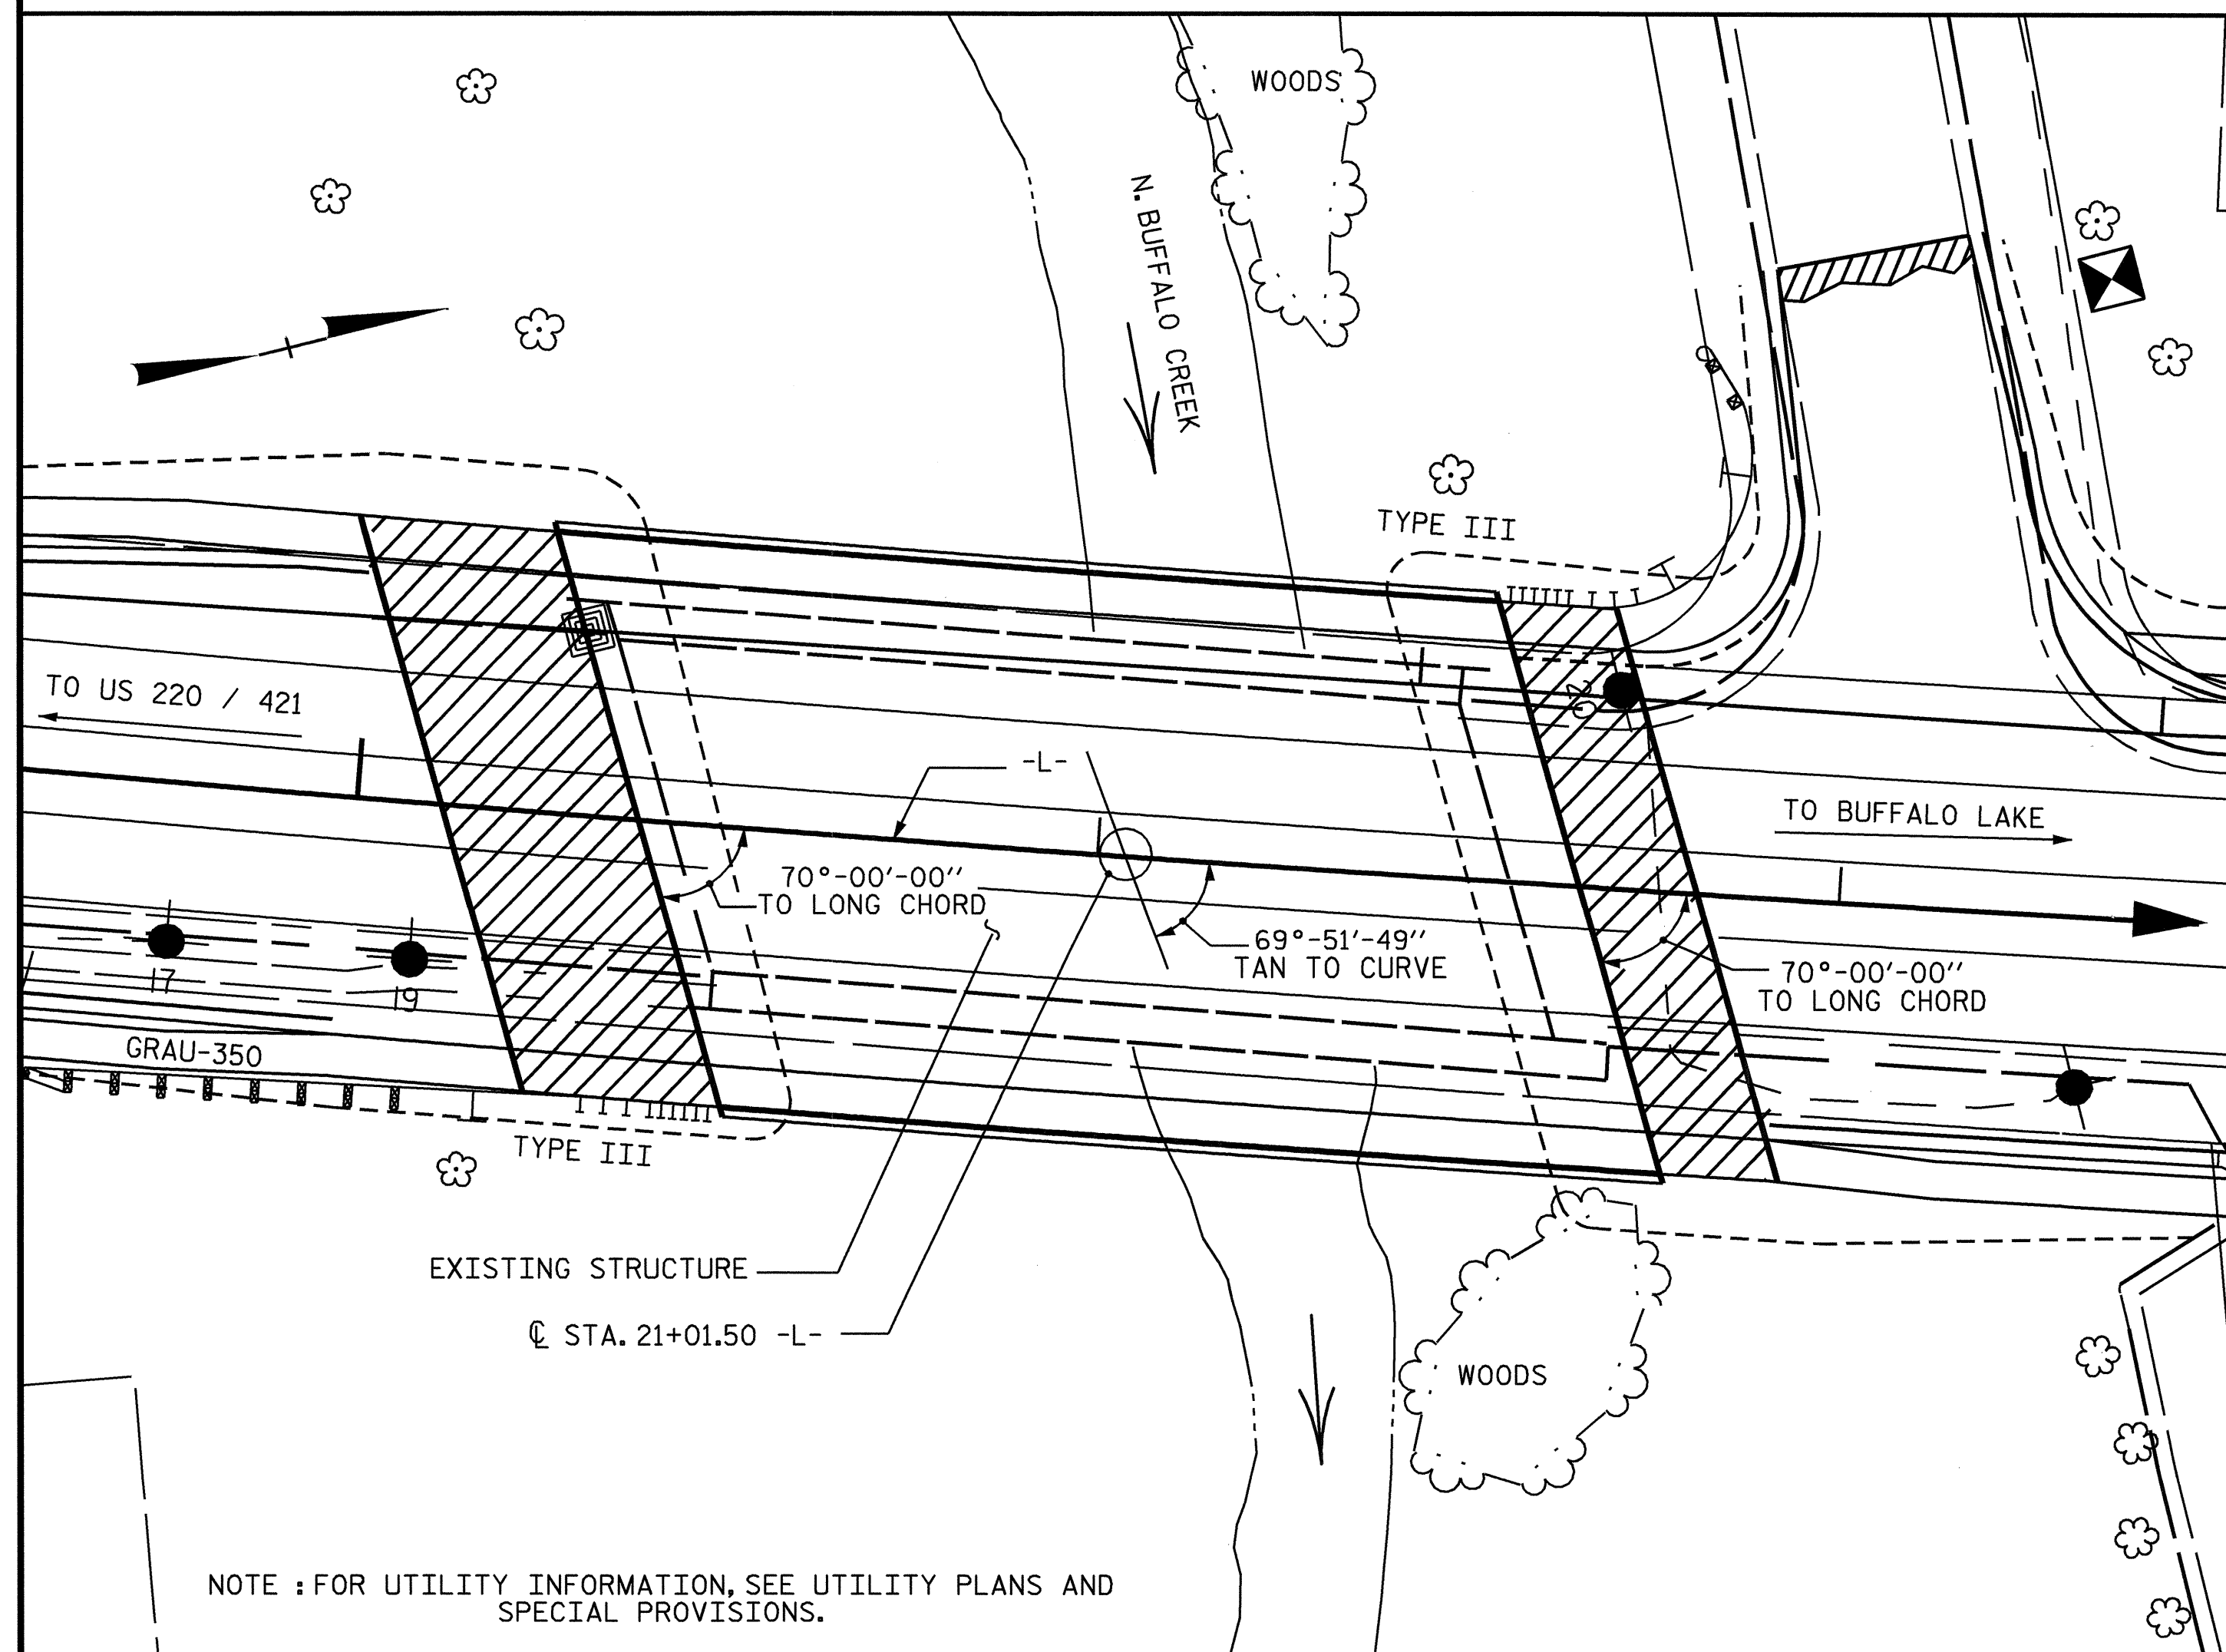 WOODS
N. BUFFALO CREEK
TYPE III
TO US 220 / 421
-L-
TO BUFFALO LAKE
70°-00'-00"
TO LONG CHORD
69°-51'-49"
TAN TO CURVE
70°-00'-00"
TO LONG CHORD
17
19
GRAU-350
TYPE III
EXISTING STRUCTURE
℄ STA. 21+01.50 -L-
WOODS
NOTE : FOR UTILITY INFORMATION, SEE UTILITY PLANS AND
SPECIAL PROVISIONS.